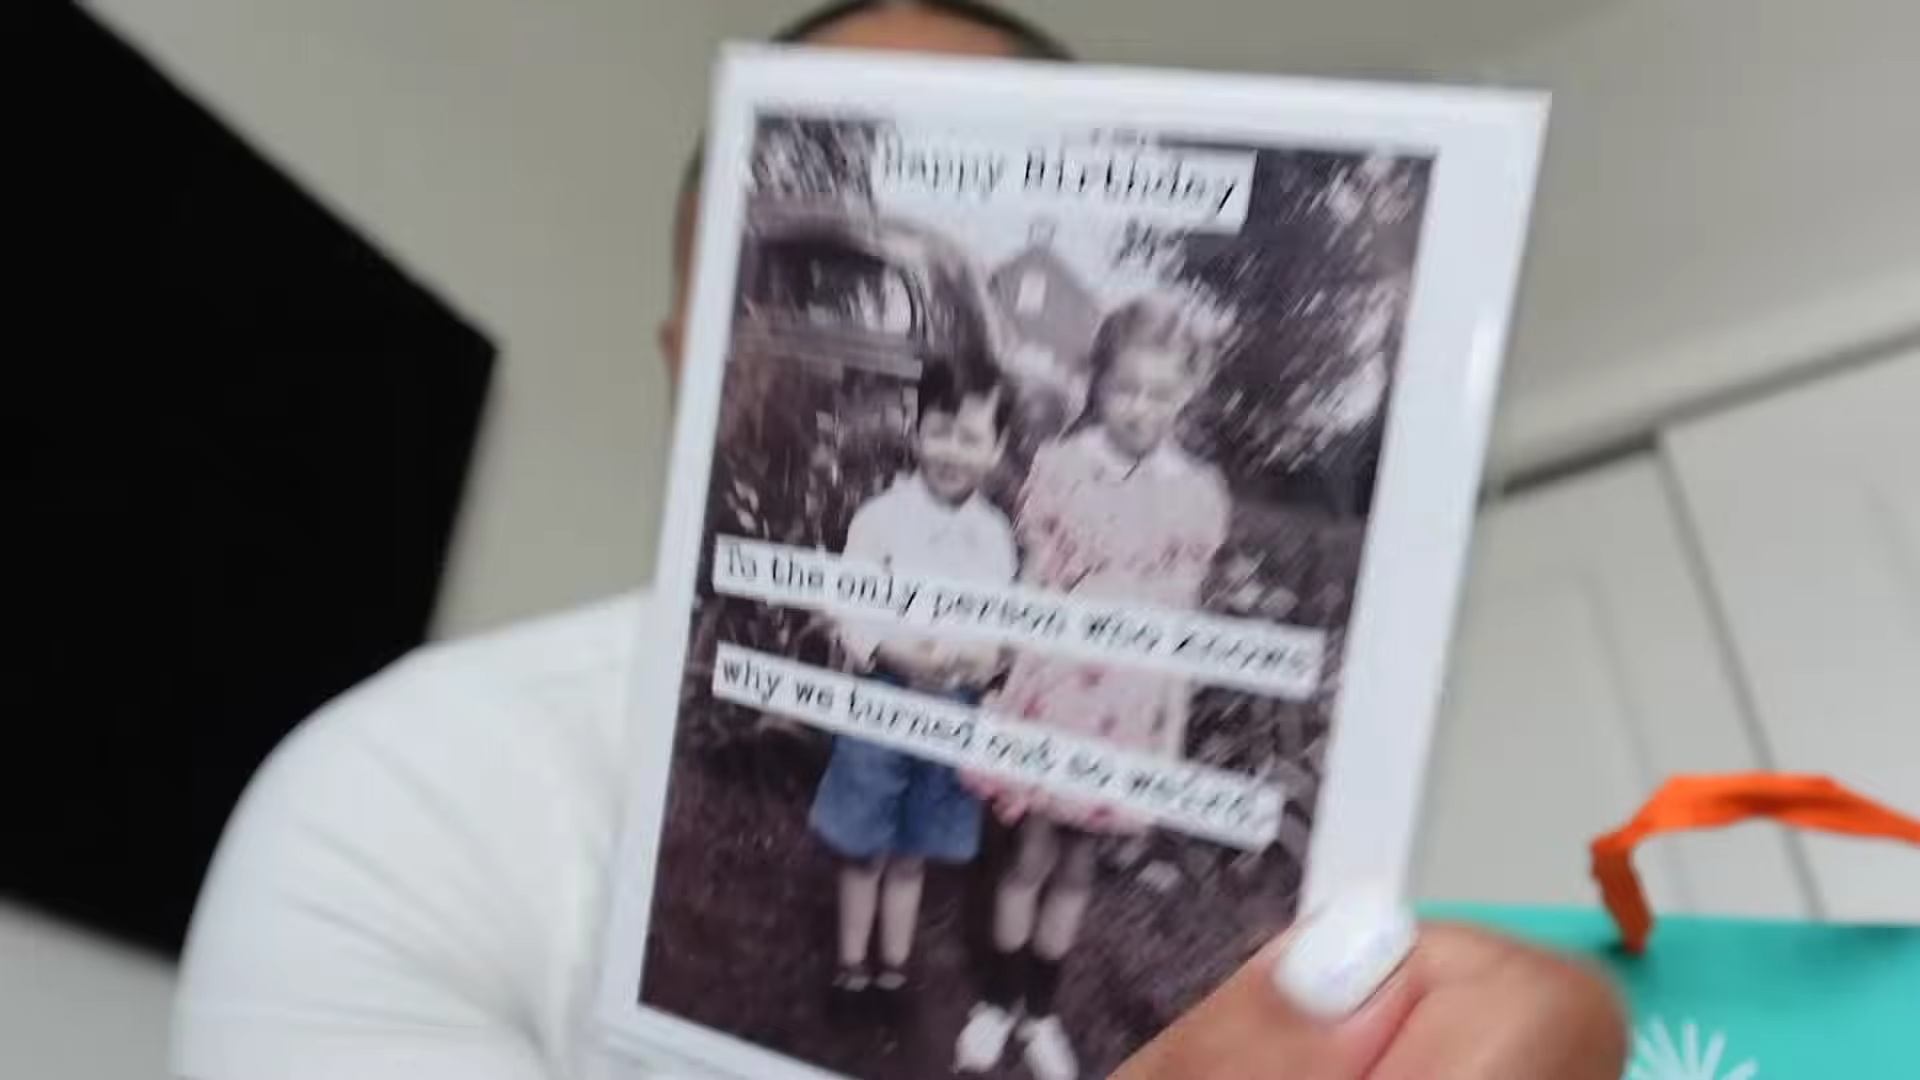 Happy Birthday
To the only person who knows
why we turned out so weird.